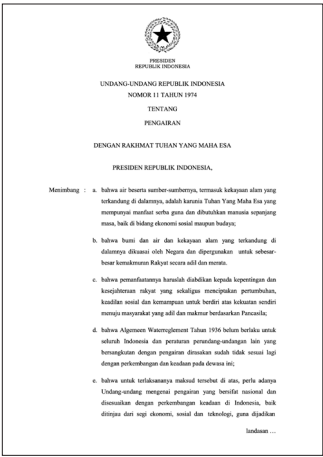 PRESIDEN
REPUBLIK INDONESIA
UNDANG-UNDANG REPUBLIK INDONESIA
NOMOR 11 TAHUN 1974
TENTANG
PENGAIRAN
DENGAN RAKHMAT TUHAN YANG MAHA ESA
PRESIDEN REPUBLIK INDONESIA,
Menimbang : a. bahwa air beserta sumber-sumbernya, termasuk kekayaan alam yang
terkandung di dalamnya, adalah karunia Tuhan Yang Maha Esa yang
mempunyai manfaat serba guna dan dibutuhkan manusia sepanjang
masa, baik di bidang ekonomi sosial maupun budaya;
b. bahwa bumi dan air dan kekayaan alam yang terkandung di
dalamnya dikuasai oleh Negara dan dipergunakan untuk sebesar-
besar kemakmuran Rakyat secara adil dan merata.
c. bahwa pemanfaatannya haruslah diabdikan kepada kepentingan dan
kesejahteraan rakyat yang sekaligus menciptakan pertumbuhan,
keadilan sosial dan kemampuan untuk berdiri atas kekuatan sendiri
menuju masyarakat yang adil dan makmur berdasarkan Pancasila;
d. bahwa Algemeen Waterreglement Tahun 1936 belum berlaku untuk
seluruh Indonesia dan peraturan perundang-undangan lain yang
bersangkutan dengan pengairan dirasakan sudah tidak sesuai lagi
dengan perkembangan dan keadaan pada dewasa ini;
e. bahwa untuk terlaksananya maksud tersebut di atas, perlu adanya
Undang-undang mengenai pengairan yang bersifat nasional dan
disesuaikan dengan perkembangan keadaan di Indonesia, baik
ditinjau dari segi ekonomi, sosial dan teknologi, guna dijadikan
landasan ...